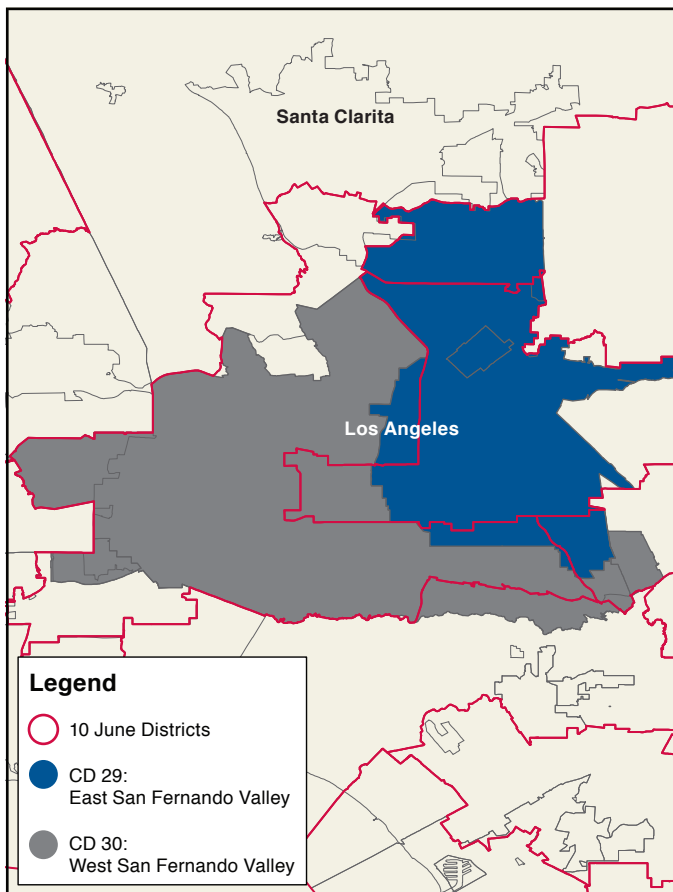 Santa Clarita
Los Angeles
Legend
10 June Districts
CD 29:
East San Fernando Valley
CD 30:
West San Fernando Valley